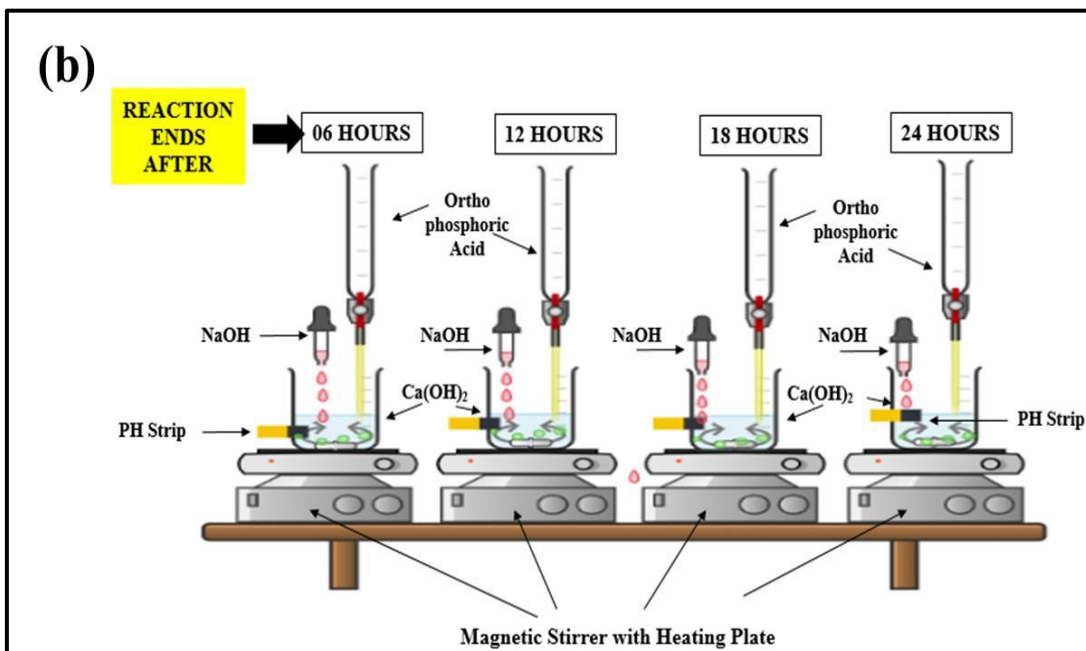 (b)
REACTION
ENDS
AFTER
06 HOURS
12 HOURS
18 HOURS
24 HOURS
Ortho
phosphoric
Acid
Ortho
phosphoric
Acid
NaOH
NaOH
NaOH
NaOH
Ca(OH)₂
Ca(OH)₂
PH Strip
PH Strip
Magnetic Stirrer with Heating Plate